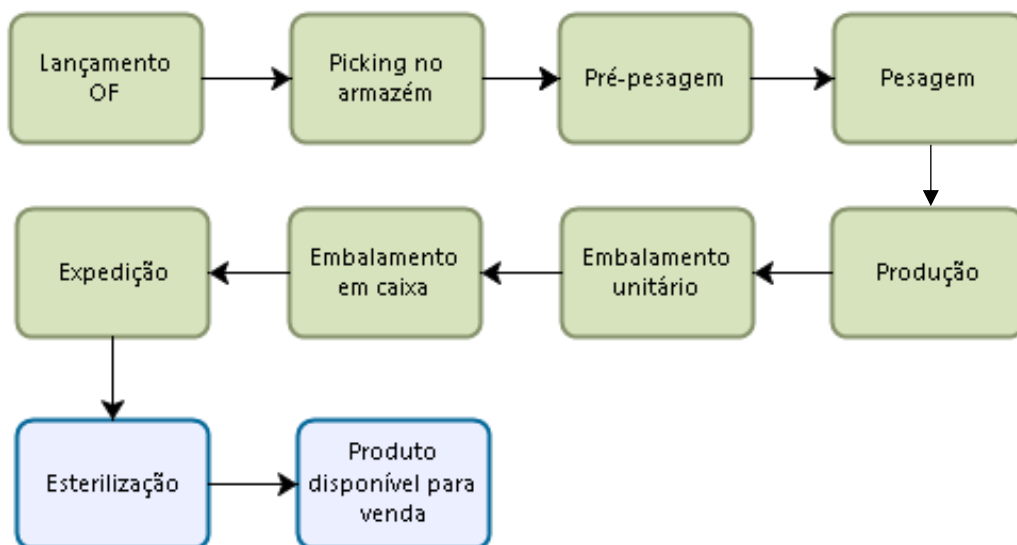 Lançamento
OF
Picking no
armazém
Pré-pesagem
Pesagem
Produção
Embalamento
unitário
Embalamento
em caixa
Expedição
Esterilização
Produto
disponível para
venda